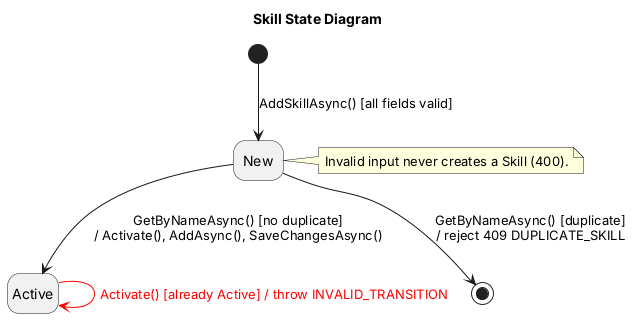 Skill State Diagram
AddSkillAsync() [all fields valid]
New
Invalid input never creates a Skill (400).
GetByNameAsync() [no duplicate]
/ Activate(), AddAsync(), SaveChangesAsync()
GetByNameAsync() [duplicate]
/ reject 409 DUPLICATE_SKILL
Active
Activate() [already Active] / throw INVALID_TRANSITION